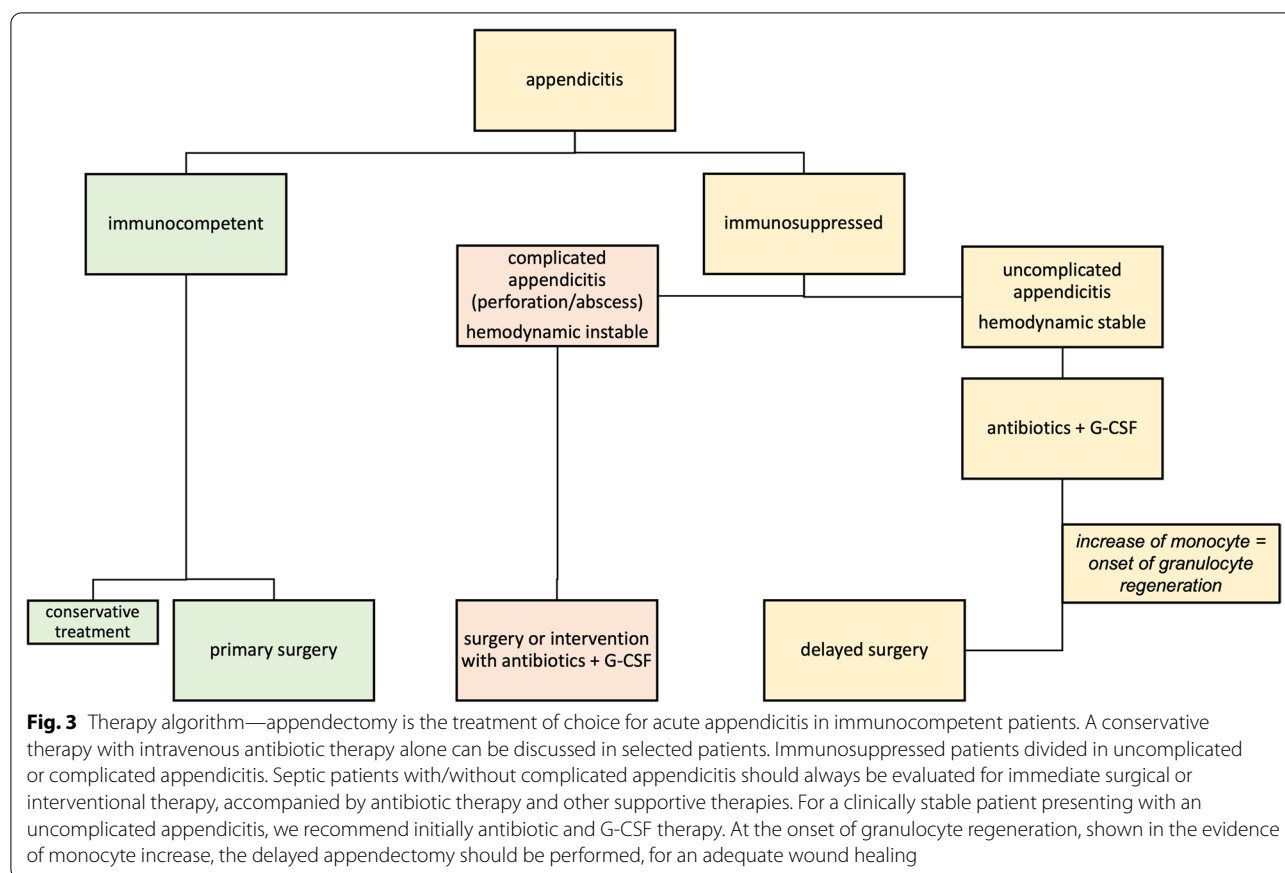 appendicitis
immunocompetent
immunosuppressed
complicated
appendicitis
(perforation/abscess)
hemodynamic instable
uncomplicated
appendicitis
hemodynamic stable
antibiotics + G-CSF
increase of monocyte =
onset of granulocyte
regeneration
conservative
treatment
primary surgery
surgery or intervention
with antibiotics + G-CSF
delayed surgery
Fig. 3 Therapy algorithm—appendectomy is the treatment of choice for acute appendicitis in immunocompetent patients. A conservative
therapy with intravenous antibiotic therapy alone can be discussed in selected patients. Immunosuppressed patients divided in uncomplicated
or complicated appendicitis. Septic patients with/without complicated appendicitis should always be evaluated for immediate surgical or
interventional therapy, accompanied by antibiotic therapy and other supportive therapies. For a clinically stable patient presenting with an
uncomplicated appendicitis, we recommend initially antibiotic and G-CSF therapy. At the onset of granulocyte regeneration, shown in the evidence
of monocyte increase, the delayed appendectomy should be performed, for an adequate wound healing